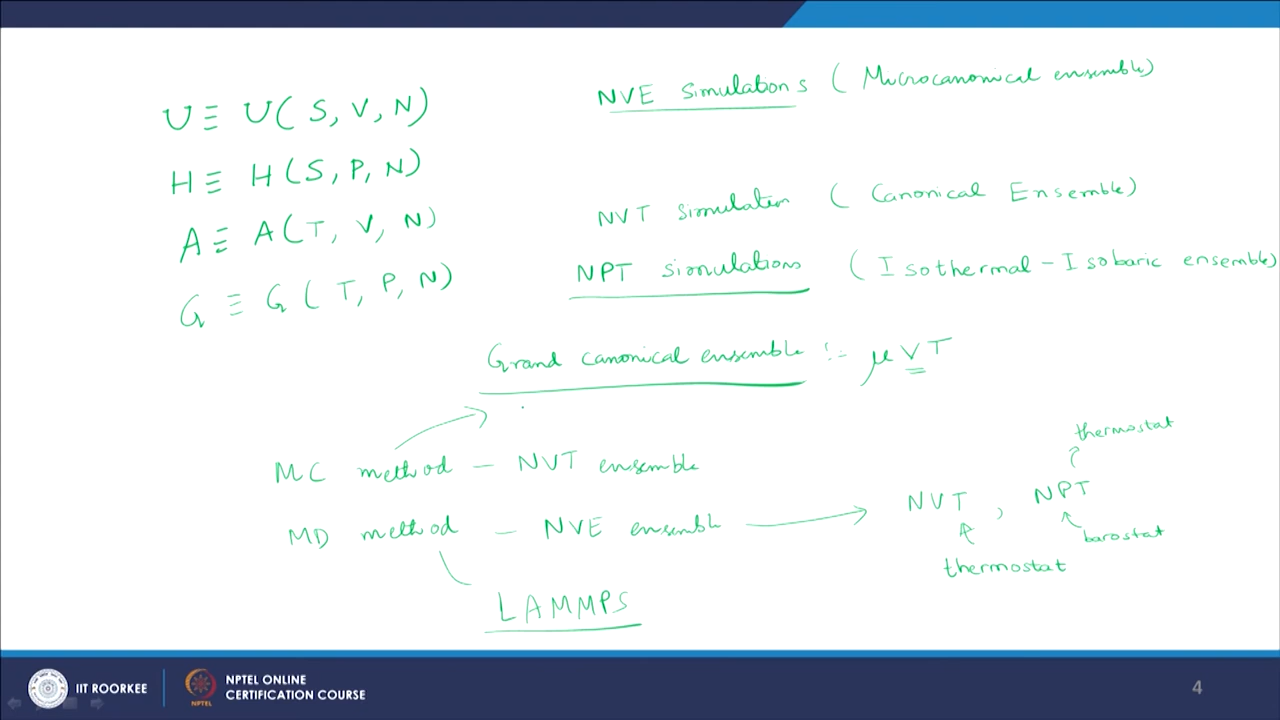 U ≡ U( S, V, N)
NVE Simulations ( Microcanonical ensemble)
H ≡ H (S, P, N)
A ≡ A(T, V, N)
NVT simulation ( Canonical Ensemble)
G ≡ G ( T, P, N)
NPT simulations ( Isothermal - Isobaric ensemble)
Grand canonical ensemble :- μVT
MC method - NVT ensemble
MD method - NVE ensemble
NVT , NPT
thermostat
barostat
thermostat
LAMMPS
IIT ROORKEE
NPTEL
NPTEL ONLINE
CERTIFICATION COURSE
4